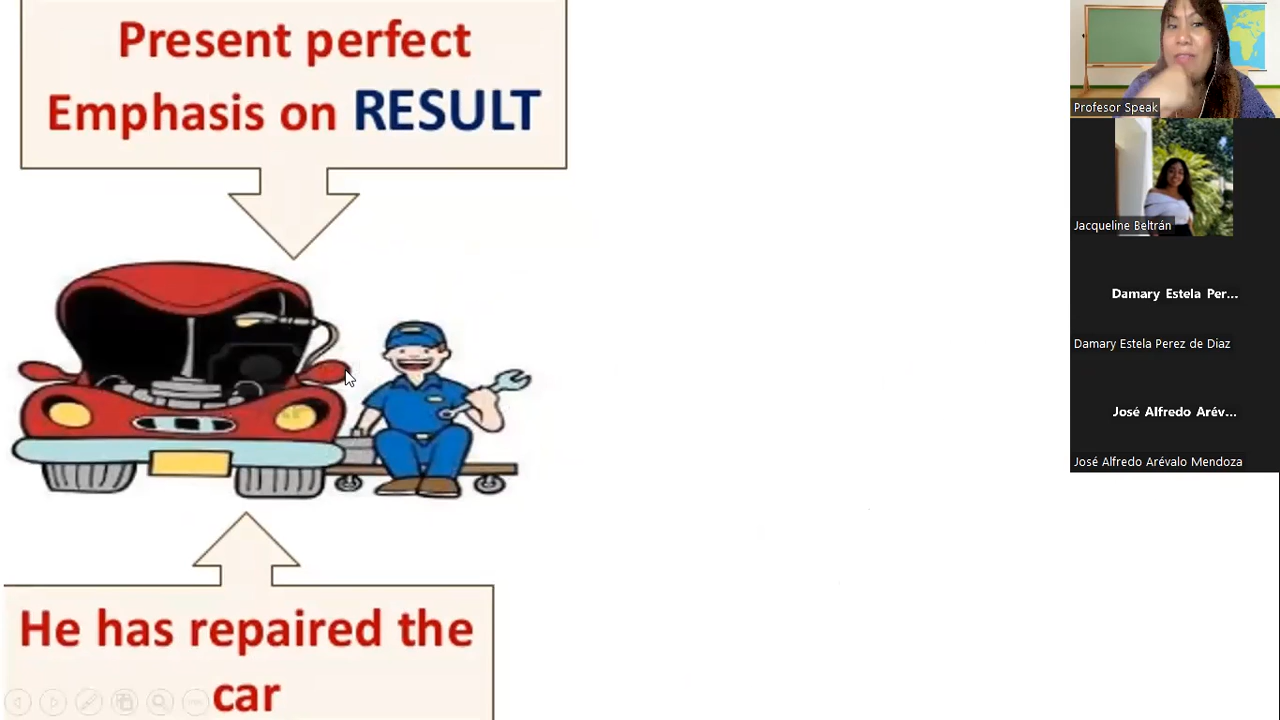 Present perfect
Emphasis on RESULT
He has repaired the
car
Profesor Speak
Jacqueline Beltrán
Damary Estela Per...
Damary Estela Perez de Diaz
José Alfredo Arév...
José Alfredo Arévalo Mendoza